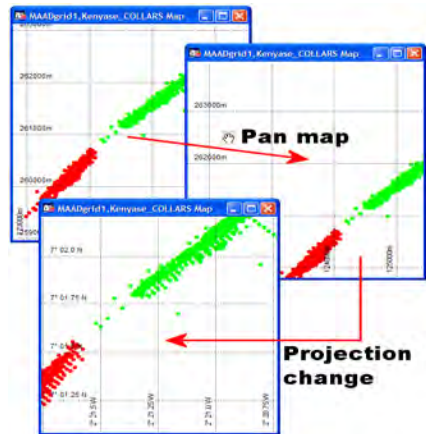 MAADgrid1,Kenyase_COLLARS Map
262000m
261000m
260000m
MAADgrid1,Kenyase_COLLARS Map
263000m
262000m
Pan map
MAADgrid1,Kenyase_COLLARS Map
7° 02.0 N
7° 01.75 N
7° 01.25 N
Projection
change